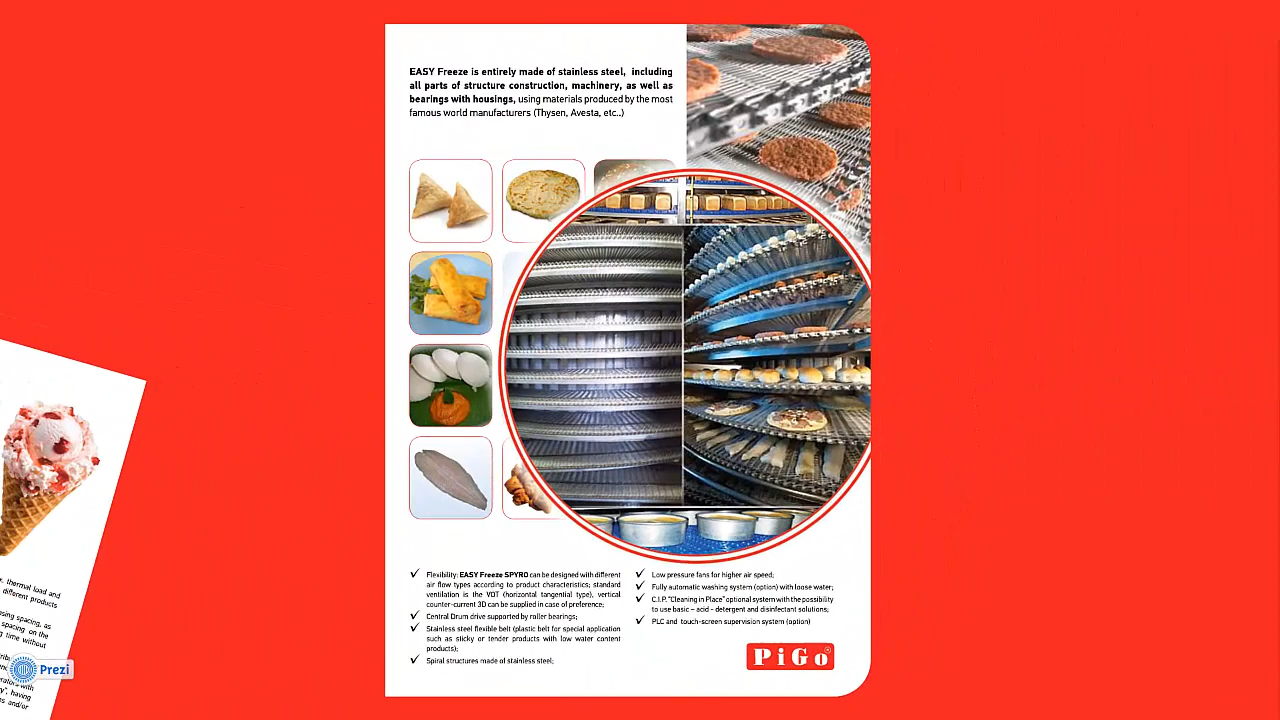 EASY Freeze is entirely made of stainless steel, including
all parts of structure construction, machinery, as well as
bearings with housings, using materials produced by the most
famous world manufacturers (Thysen, Avesta, etc..)
Flexibility: EASY Freeze SPYRO can be designed with different
air flow types according to product characteristics; standard
ventilation is the VOT (horizontal tangential type), vertical
counter-current 3D can be supplied in case of preference;
Central Drum drive supported by roller bearings;
Stainless steel flexible belt (plastic belt for special application
such as sticky or tender products with low water content
products);
Spiral structures made of stainless steel;
Low pressure fans for higher air speed;
Fully automatic washing system (option) with loose water;
C.I.P. "Cleaning in Place" optional system with the possibility
to use basic - acid - detergent and disinfectant solutions;
PLC and touch-screen supervision system (option)
PiGo®
thermal load and
different products
spacing, as
spacing on the
time without
with
having
and/or
Prezi